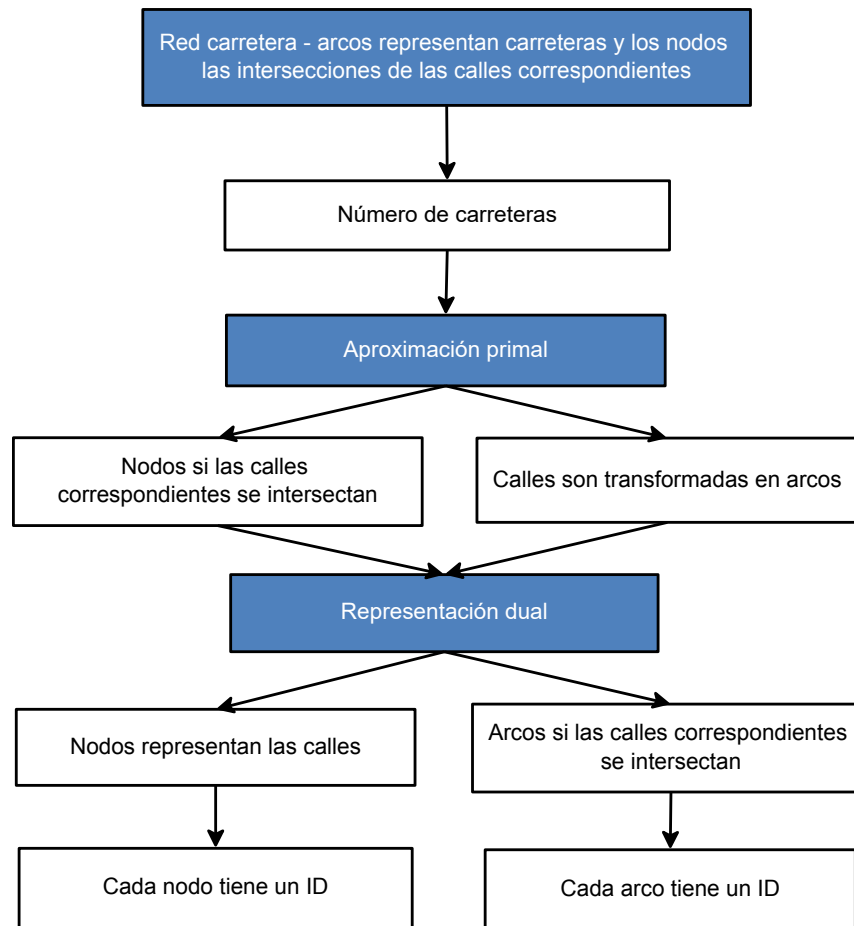 Red carretera - arcos representan carreteras y los nodos
las intersecciones de las calles correspondientes
Número de carreteras
Aproximación primal
Nodos si las calles
correspondientes se intersectan
Calles son transformadas en arcos
Representación dual
Nodos representan las calles
Arcos si las calles correspondientes
se intersectan
Cada nodo tiene un ID
Cada arco tiene un ID